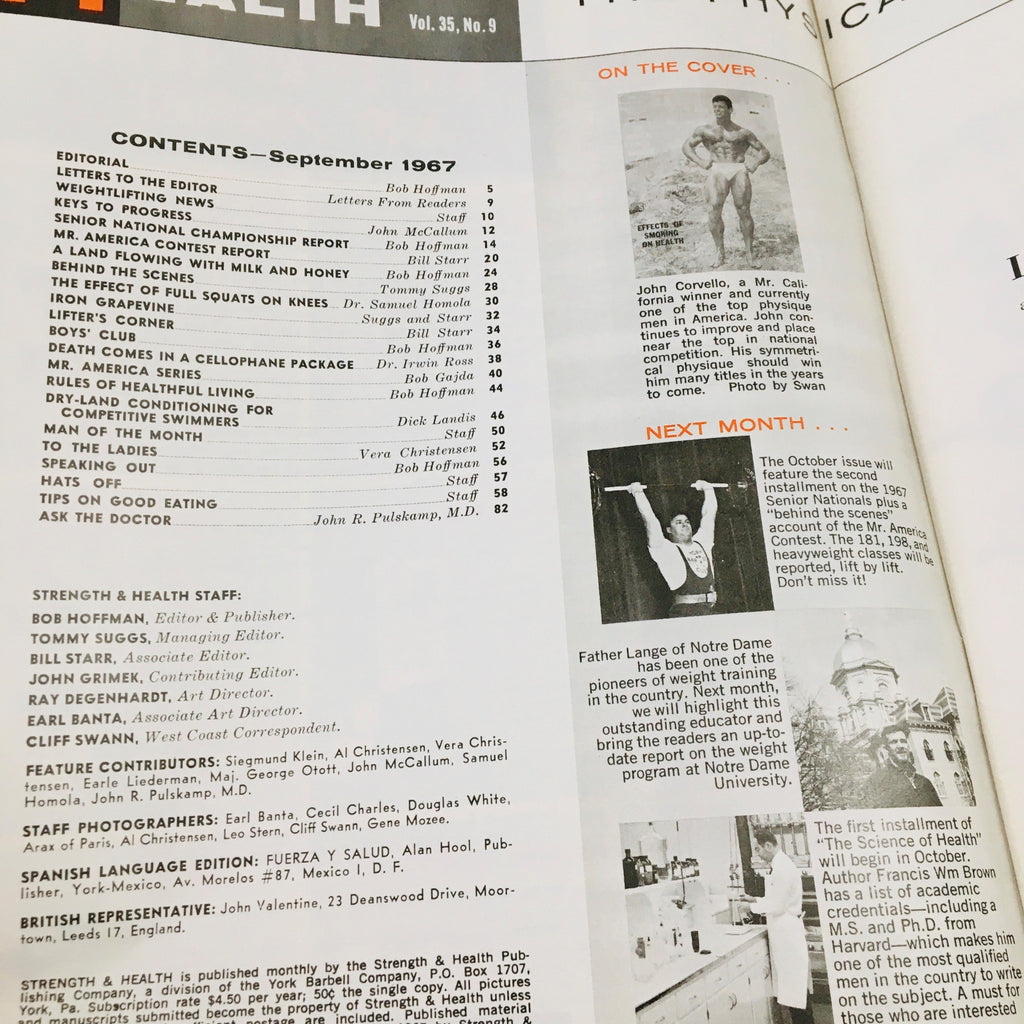 HEALTH
Vol. 35, No. 9
CONTENTS—September 1967
EDITORIAL Bob Hoffman 5
LETTERS TO THE EDITOR Letters From Readers 9
WEIGHTLIFTING NEWS Staff 10
KEYS TO PROGRESS John McCallum 12
SENIOR NATIONAL CHAMPIONSHIP REPORT Bob Hoffman 14
MR. AMERICA CONTEST REPORT Bill Starr 20
A LAND FLOWING WITH MILK AND HONEY Bob Hoffman 24
BEHIND THE SCENES Tommy Suggs 28
THE EFFECT OF FULL SQUATS ON KNEES Dr. Samuel Homola 30
IRON GRAPEVINE Suggs and Starr 32
LIFTER'S CORNER Bill Starr 34
BOYS' CLUB Bob Hoffman 36
DEATH COMES IN A CELLOPHANE PACKAGE Dr. Irwin Ross 38
MR. AMERICA SERIES Bob Gajda 40
RULES OF HEALTHFUL LIVING Bob Hoffman 44
DRY-LAND CONDITIONING FOR
COMPETITIVE SWIMMERS Dick Landis 46
MAN OF THE MONTH Staff 50
TO THE LADIES Vera Christensen 52
SPEAKING OUT Bob Hoffman 56
HATS OFF Staff 57
TIPS ON GOOD EATING Staff 58
ASK THE DOCTOR John R. Pulskamp, M.D. 82
STRENGTH & HEALTH STAFF:
BOB HOFFMAN, Editor & Publisher.
TOMMY SUGGS, Managing Editor.
BILL STARR, Associate Editor.
JOHN GRIMEK, Contributing Editor.
RAY DEGENHARDT, Art Director.
EARL BANTA, Associate Art Director.
CLIFF SWANN, West Coast Correspondent.
FEATURE CONTRIBUTORS: Siegmund Klein, Al Christensen, Vera Chris-
tensen, Earle Liederman, Maj. George Otott, John McCallum, Samuel
Homola, John R. Pulskamp, M.D.
STAFF PHOTOGRAPHERS: Earl Banta, Cecil Charles, Douglas White,
Arax of Paris, Al Christensen, Leo Stern, Cliff Swann, Gene Mozee.
SPANISH LANGUAGE EDITION: FUERZA Y SALUD, Alan Hool, Pub-
lisher, York-Mexico, Av. Morelos #87, Mexico I, D. F.
BRITISH REPRESENTATIVE: John Valentine, 23 Deanswood Drive, Moor-
town, Leeds 17, England.
STRENGTH & HEALTH is published monthly by the Strength & Health Pub-
lishing Company, a division of the York Barbell Company, P.O. Box 1707,
York, Pa. Subscription rate $4.50 per year; 50¢ the single copy. All pictures
and manuscripts submitted become the property of Strength & Health unless
postage are included. Published material
ON THE COVER . . .
EFFECTS OF
SMOKING
ON HEALTH
John Corvello, a Mr. Cali-
fornia winner and currently
one of the top physique
men in America. John con-
tinues to improve and place
near the top in national
competition. His symmetri-
cal physique should win
him many titles in the years
to come. Photo by Swan
NEXT MONTH . . .
The October issue will
feature the second
installment on the 1967
Senior Nationals plus a
"behind the scenes"
account of the Mr. America
Contest. The 181, 198, and
heavyweight classes will be
reported, lift by lift.
Don't miss it!
Father Lange of Notre Dame
has been one of the
pioneers of weight training
in the country. Next month,
we will highlight this
outstanding educator and
bring the readers an up-to-
date report on the weight
program at Notre Dame
University.
The first installment of
"The Science of Health"
will begin in October.
Author Francis Wm Brown
has a list of academic
credentials—including a
M.S. and Ph.D. from
Harvard—which makes him
one of the most qualified
men in the country to write
on the subject. A must for
those who are interested